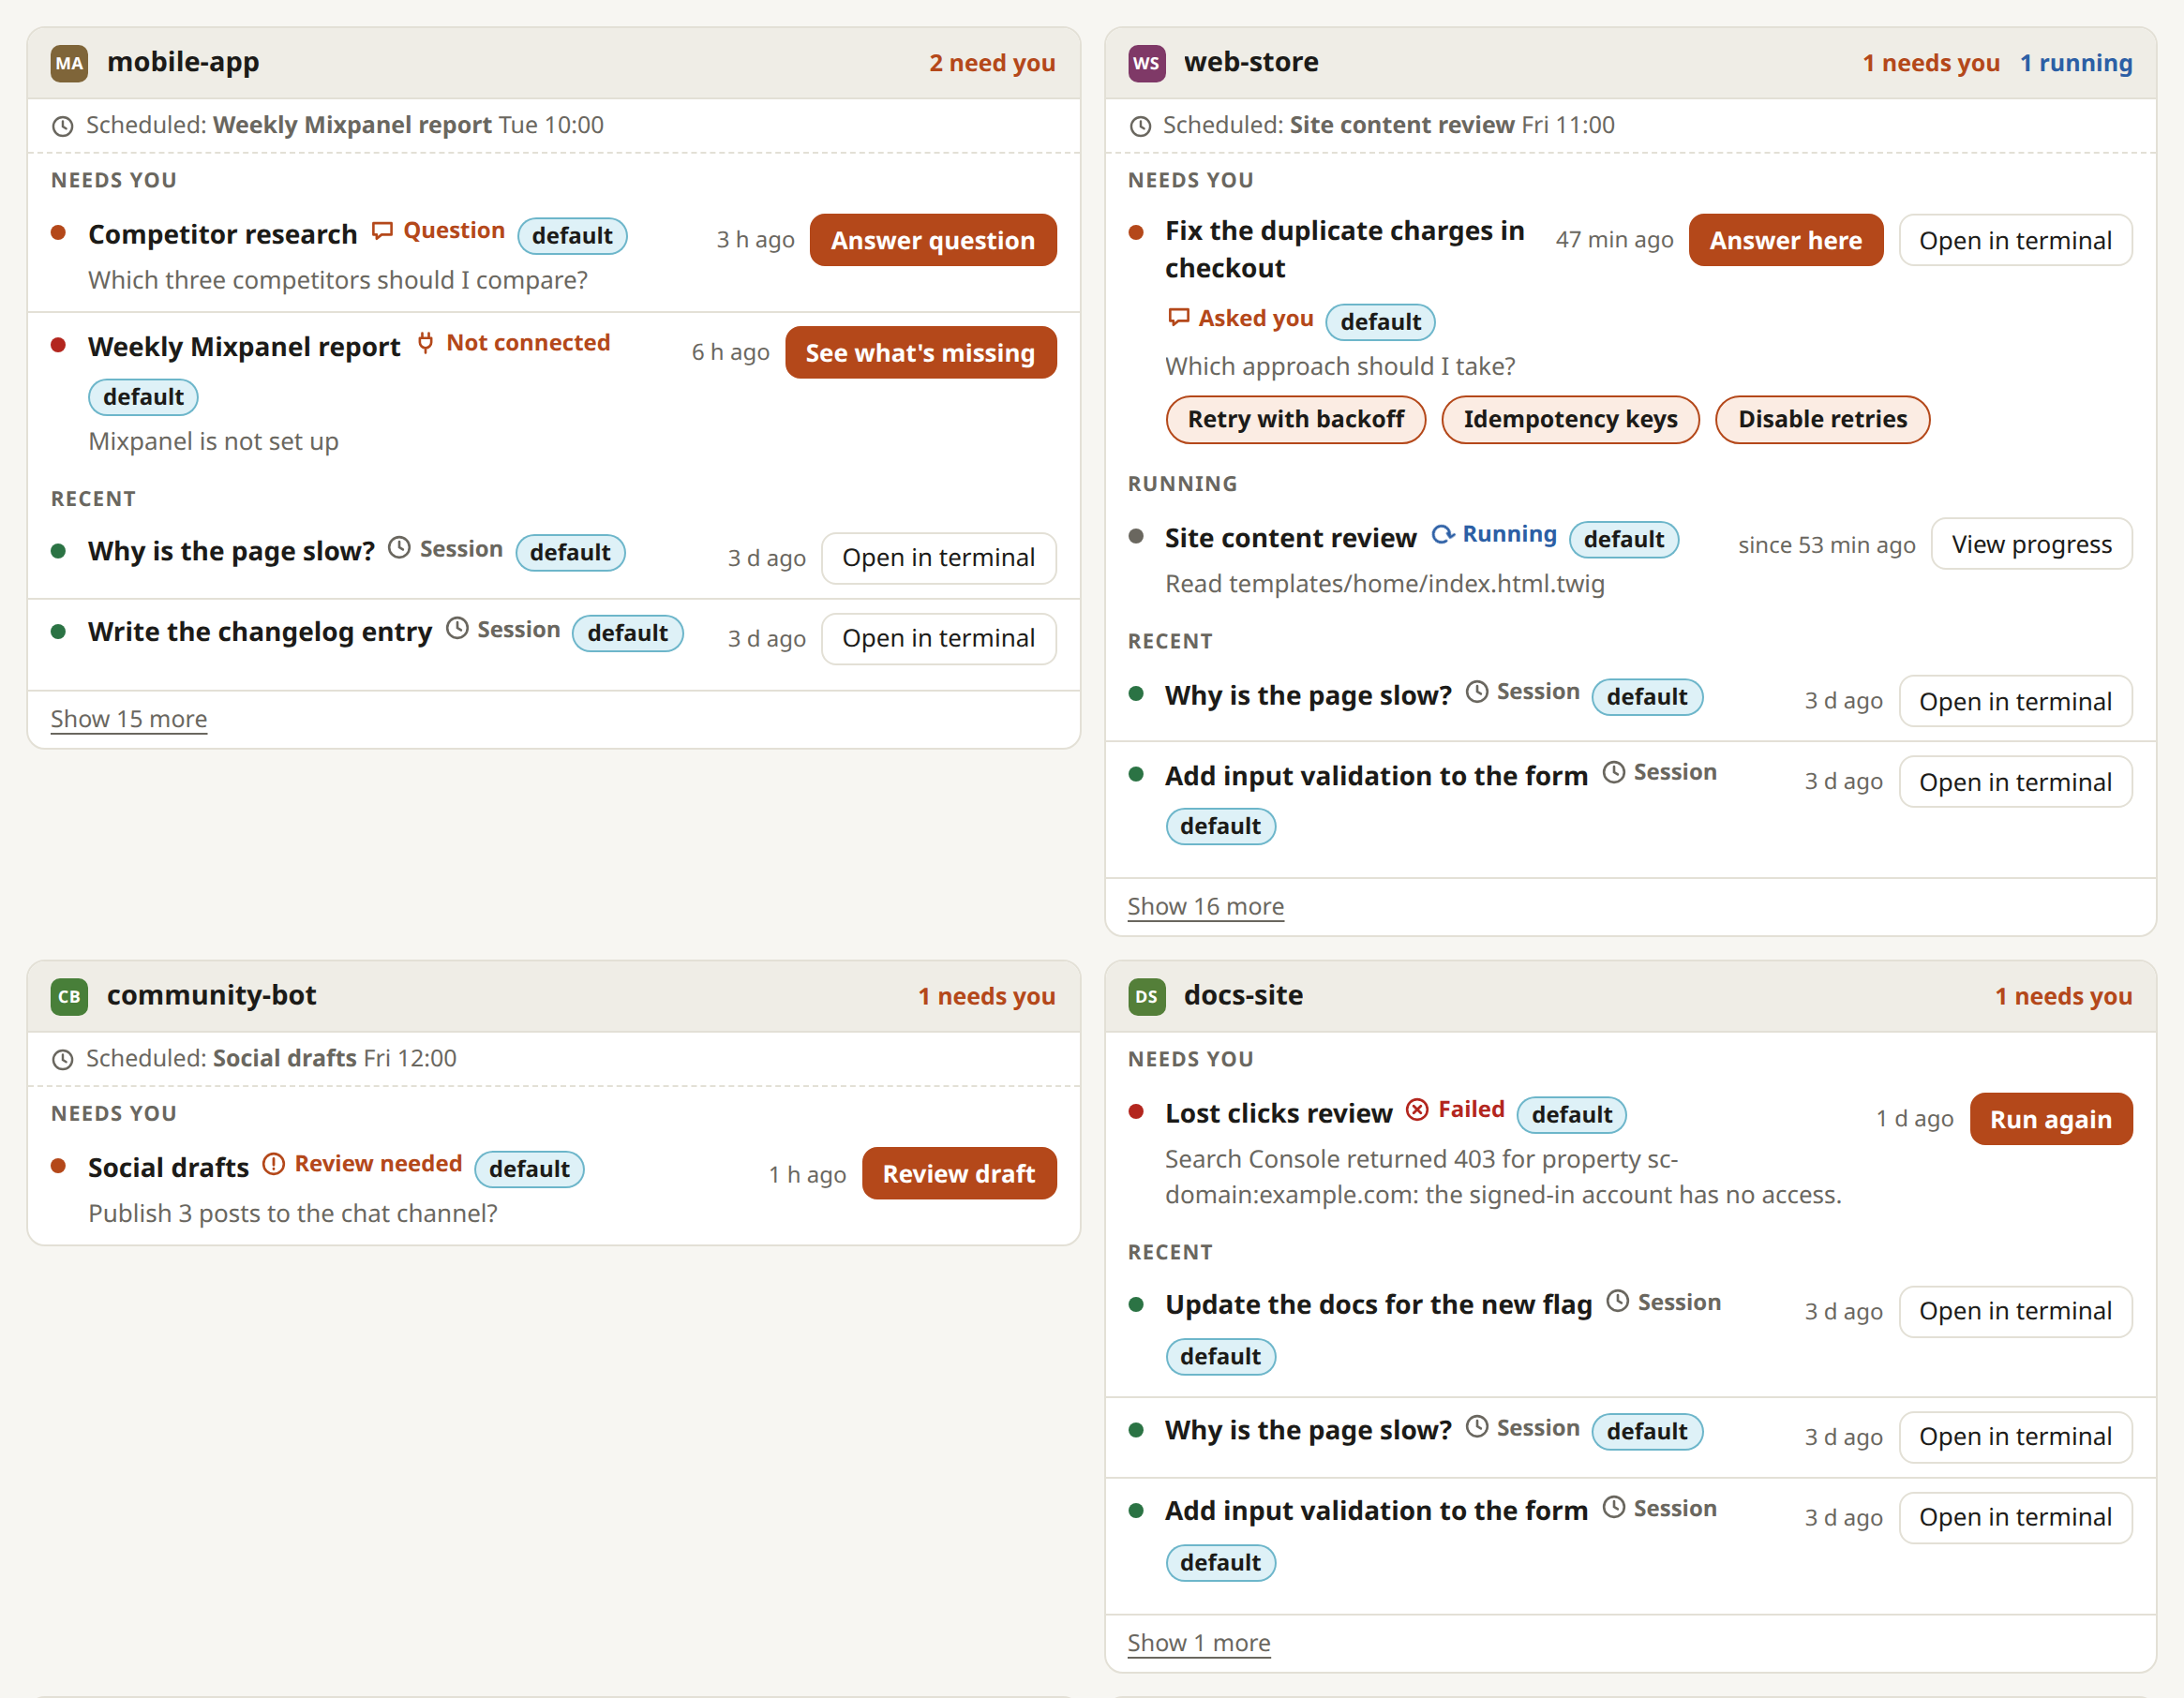 MA mobile-app 2 need you
Scheduled: Weekly Mixpanel report Tue 10:00
NEEDS YOU
Competitor research Question default 3 h ago Answer question
Which three competitors should I compare?
Weekly Mixpanel report Not connected 6 h ago See what's missing
default
Mixpanel is not set up
RECENT
Why is the page slow? Session default 3 d ago Open in terminal
Write the changelog entry Session default 3 d ago Open in terminal
Show 15 more
WS web-store 1 needs you 1 running
Scheduled: Site content review Fri 11:00
NEEDS YOU
Fix the duplicate charges in 47 min ago Answer here Open in terminal
checkout
Asked you default
Which approach should I take?
Retry with backoff Idempotency keys Disable retries
RUNNING
Site content review Running default since 53 min ago View progress
Read templates/home/index.html.twig
RECENT
Why is the page slow? Session default 3 d ago Open in terminal
Add input validation to the form Session 3 d ago Open in terminal
default
Show 16 more
CB community-bot 1 needs you
Scheduled: Social drafts Fri 12:00
NEEDS YOU
Social drafts Review needed default 1 h ago Review draft
Publish 3 posts to the chat channel?
DS docs-site 1 needs you
NEEDS YOU
Lost clicks review Failed default 1 d ago Run again
Search Console returned 403 for property sc-
domain:example.com: the signed-in account has no access.
RECENT
Update the docs for the new flag Session 3 d ago Open in terminal
default
Why is the page slow? Session default 3 d ago Open in terminal
Add input validation to the form Session 3 d ago Open in terminal
default
Show 1 more